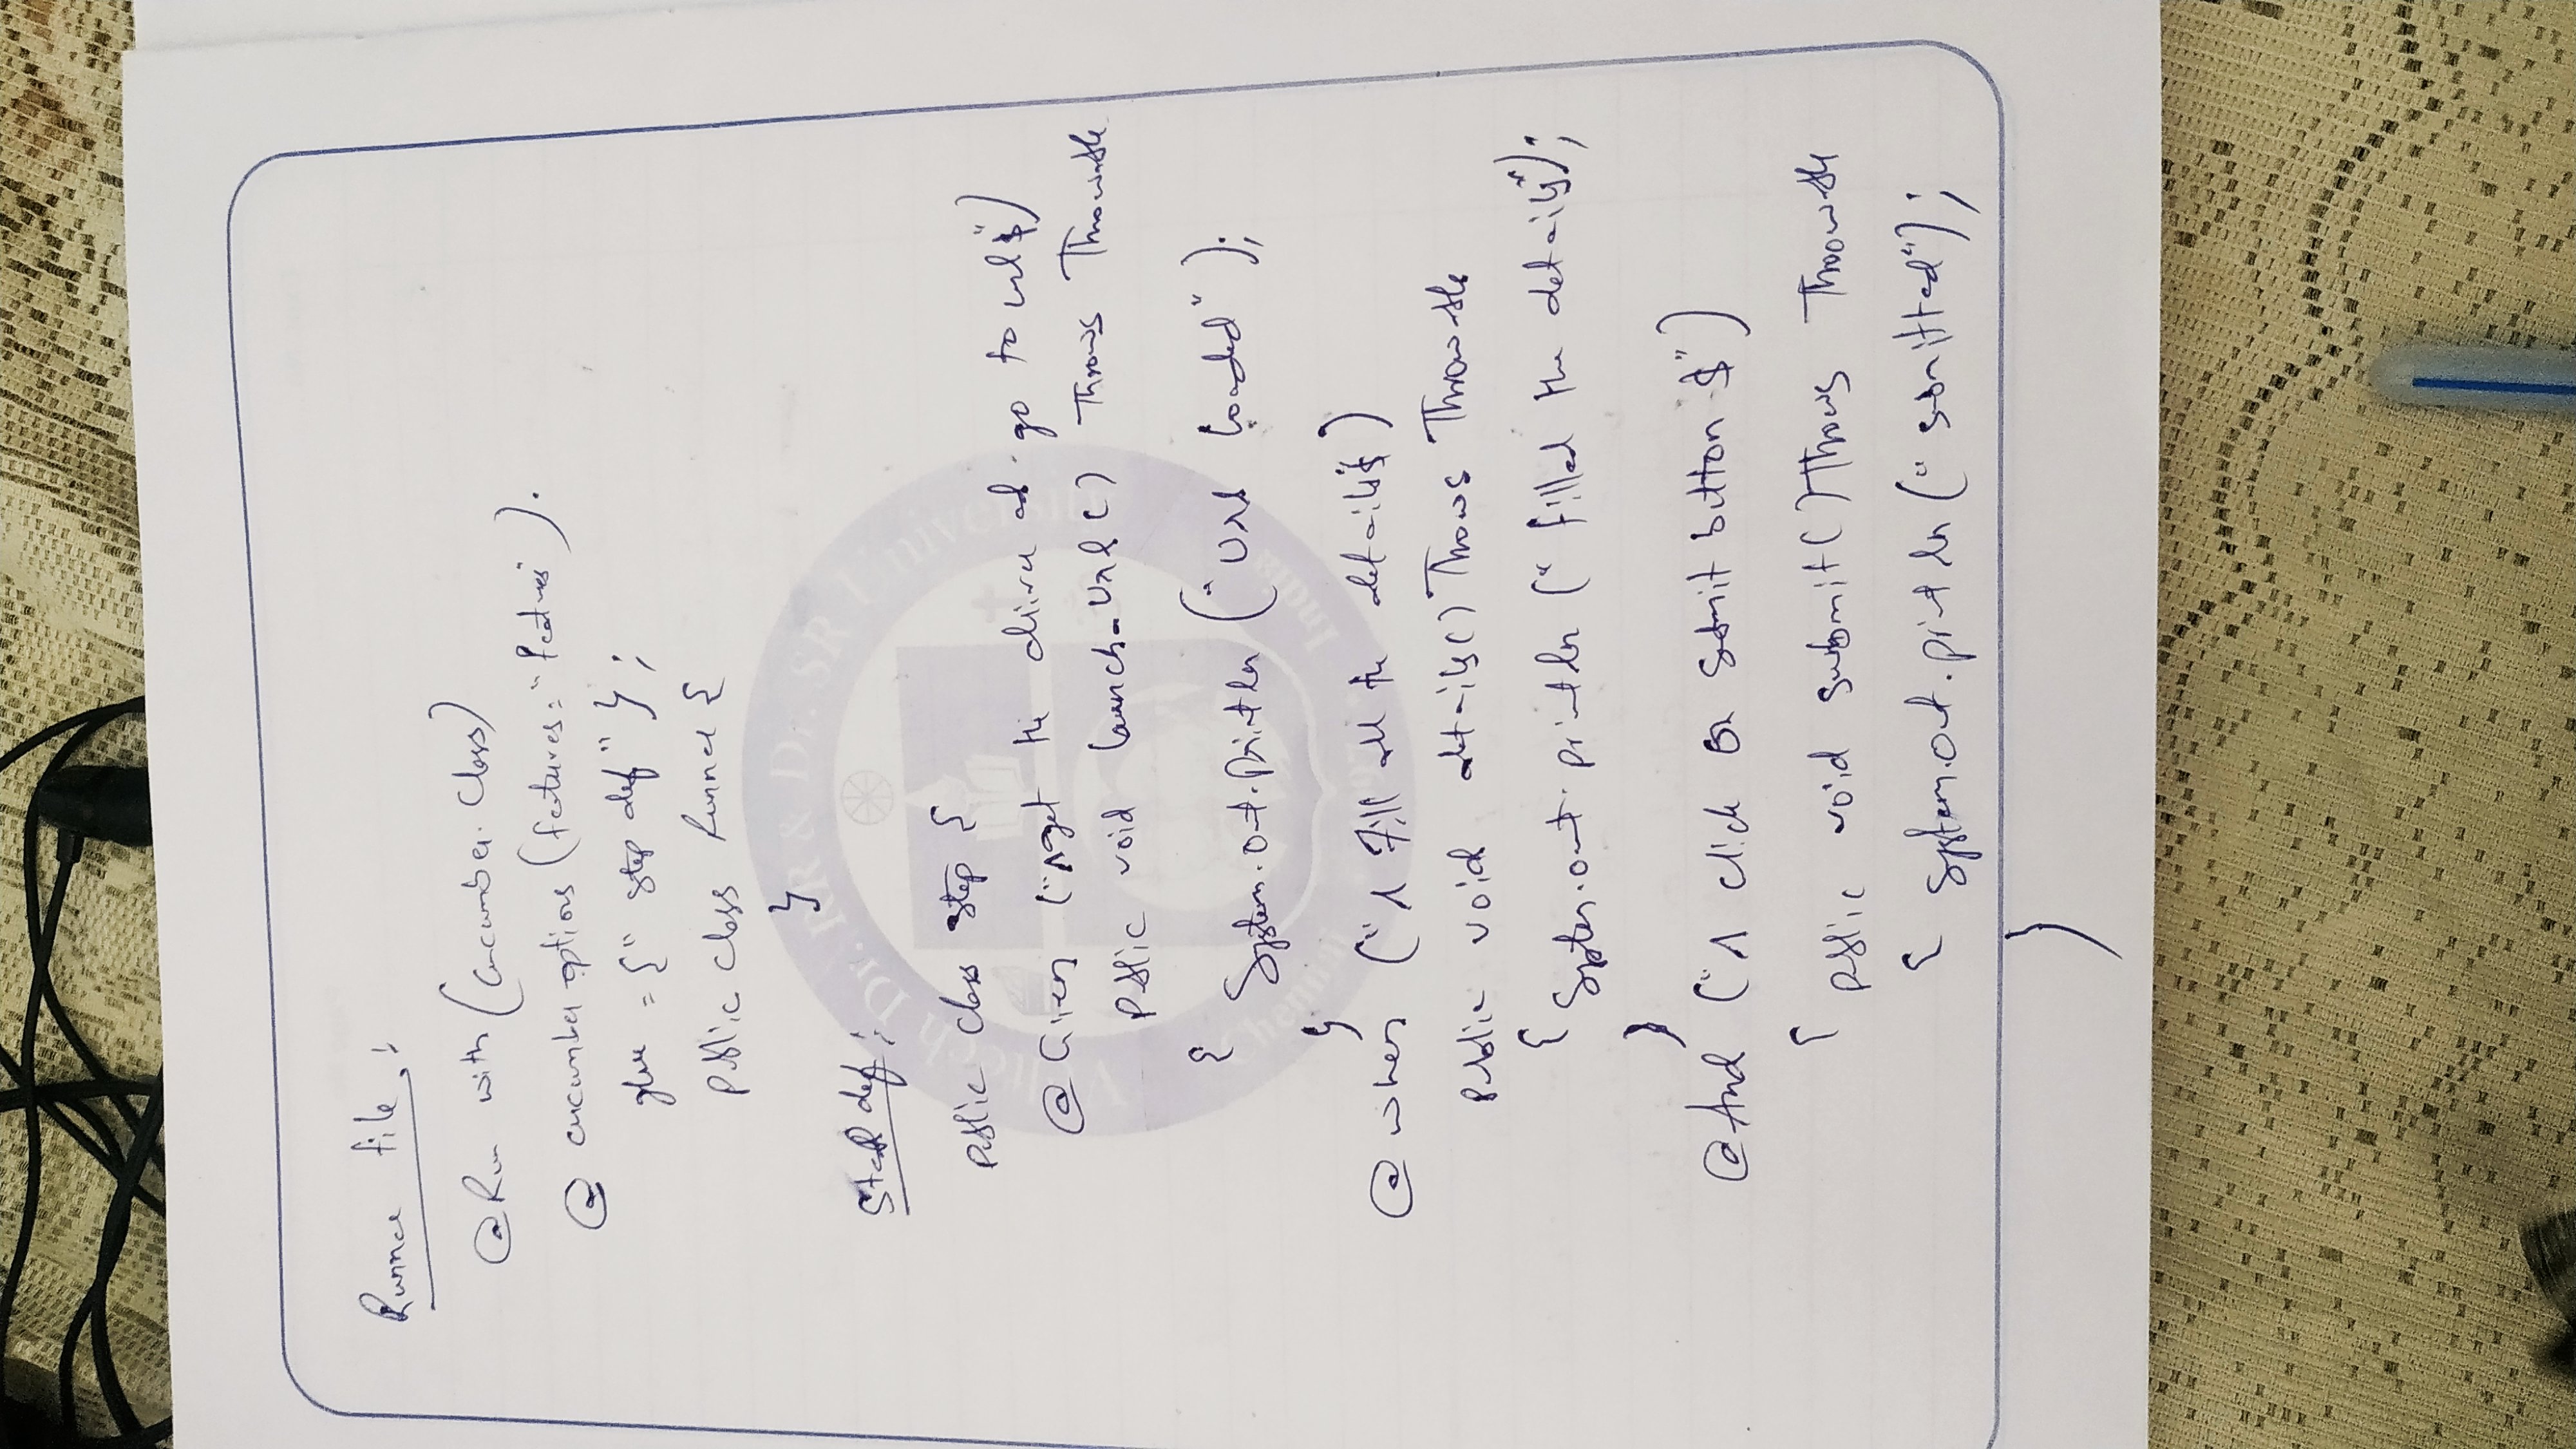 Runner file :
@Run with (Cucumber. Class)
@ cucumber options (features = "features" ).
glue = {" step def" } ;
Public class Runner {
}
Step def :
Public class step {
@Given ("^get the driver and go to url$")
Public void launch_Url ( ) Throws Throwable
{ System.out.println ("Url loaded" );
}
@when ("^ Fill all the details$")
Public void details( ) Throws Throwable
{ System.out.println (" filled the details");
}
@And ("^ click on submit button $")
{ public void submit( ) Throws Throwable
{ System.out.println (" submitted");
}
Veltech Dr. RR & Dr. SR University
Chennai India